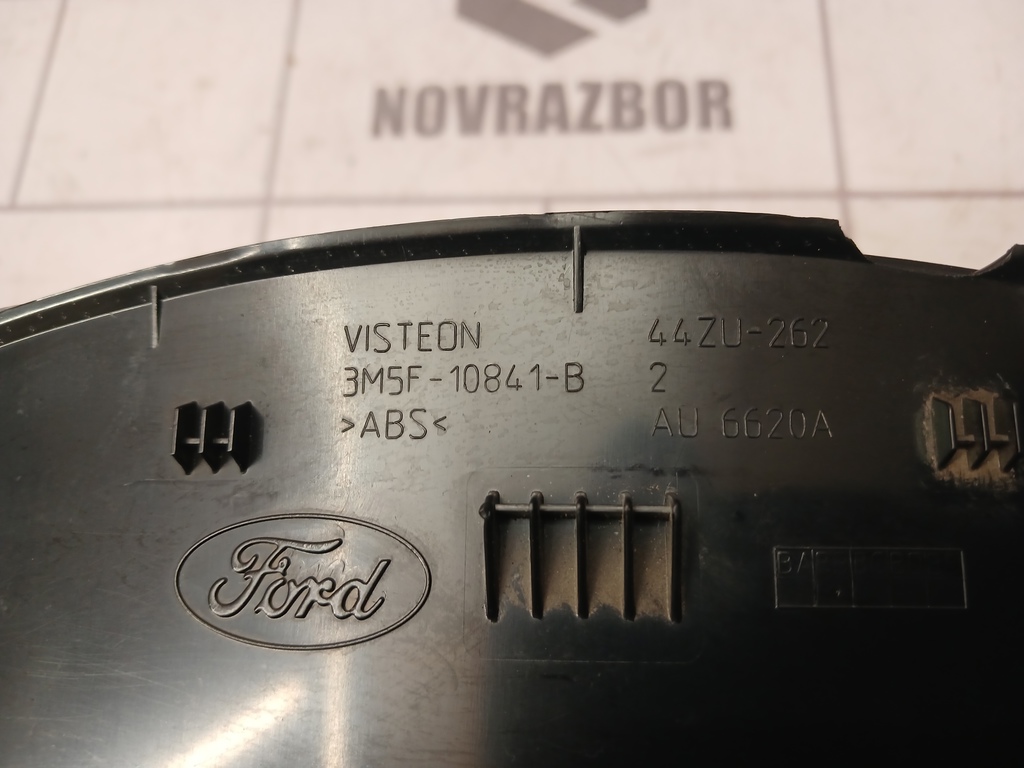 NOVRAZBOR
VISTEON 44ZU-262
3M5F-10841-B 2
>ABS< AU 6620A
Ford